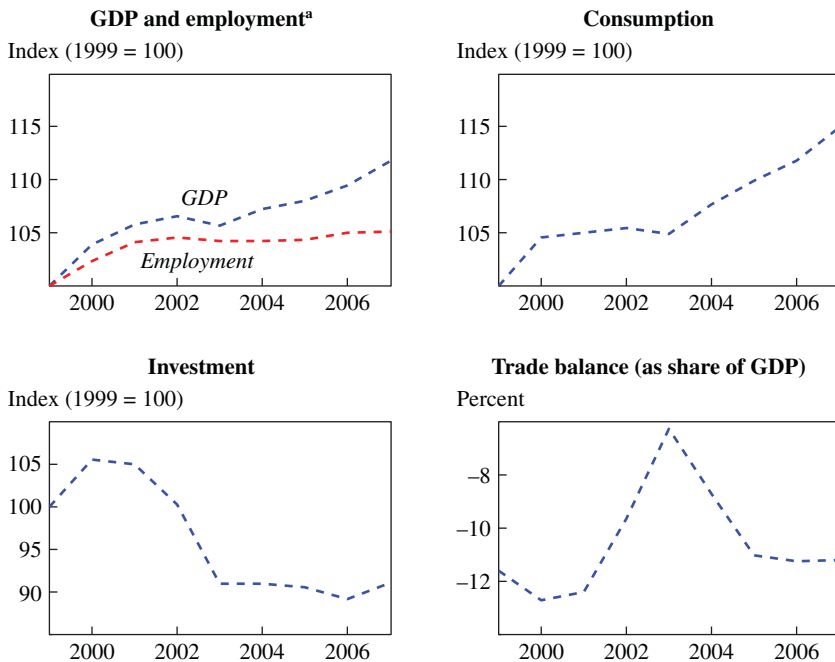 GDP and employmentᵃ
Index (1999 = 100)
115
110
105
GDP
Employment
2000 2002 2004 2006
Consumption
Index (1999 = 100)
115
110
105
2000 2002 2004 2006
Investment
Index (1999 = 100)
105
100
95
90
2000 2002 2004 2006
Trade balance (as share of GDP)
Percent
–8
–10
–12
2000 2002 2004 2006